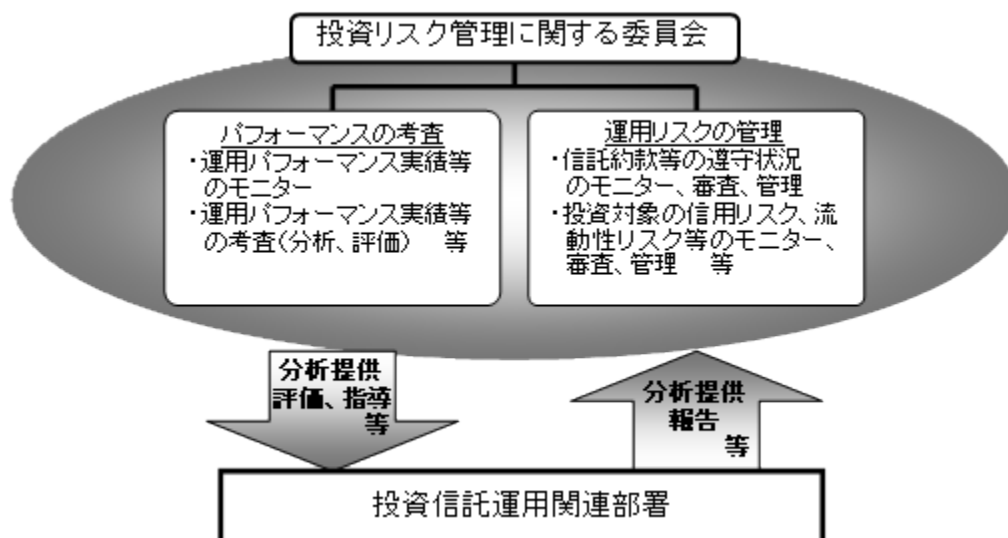 投資リスク管理に関する委員会
パフォーマンスの考査
・運用パフォーマンス実績等
のモニター
・運用パフォーマンス実績等
の考査(分析、評価) 等
運用リスクの管理
・信託約款等の遵守状況
のモニター、審査、管理
・投資対象の信用リスク、流
動性リスク等のモニター、
審査、管理 等
分析提供
評価、指導
等
分析提供
報告
等
投資信託運用関連部署